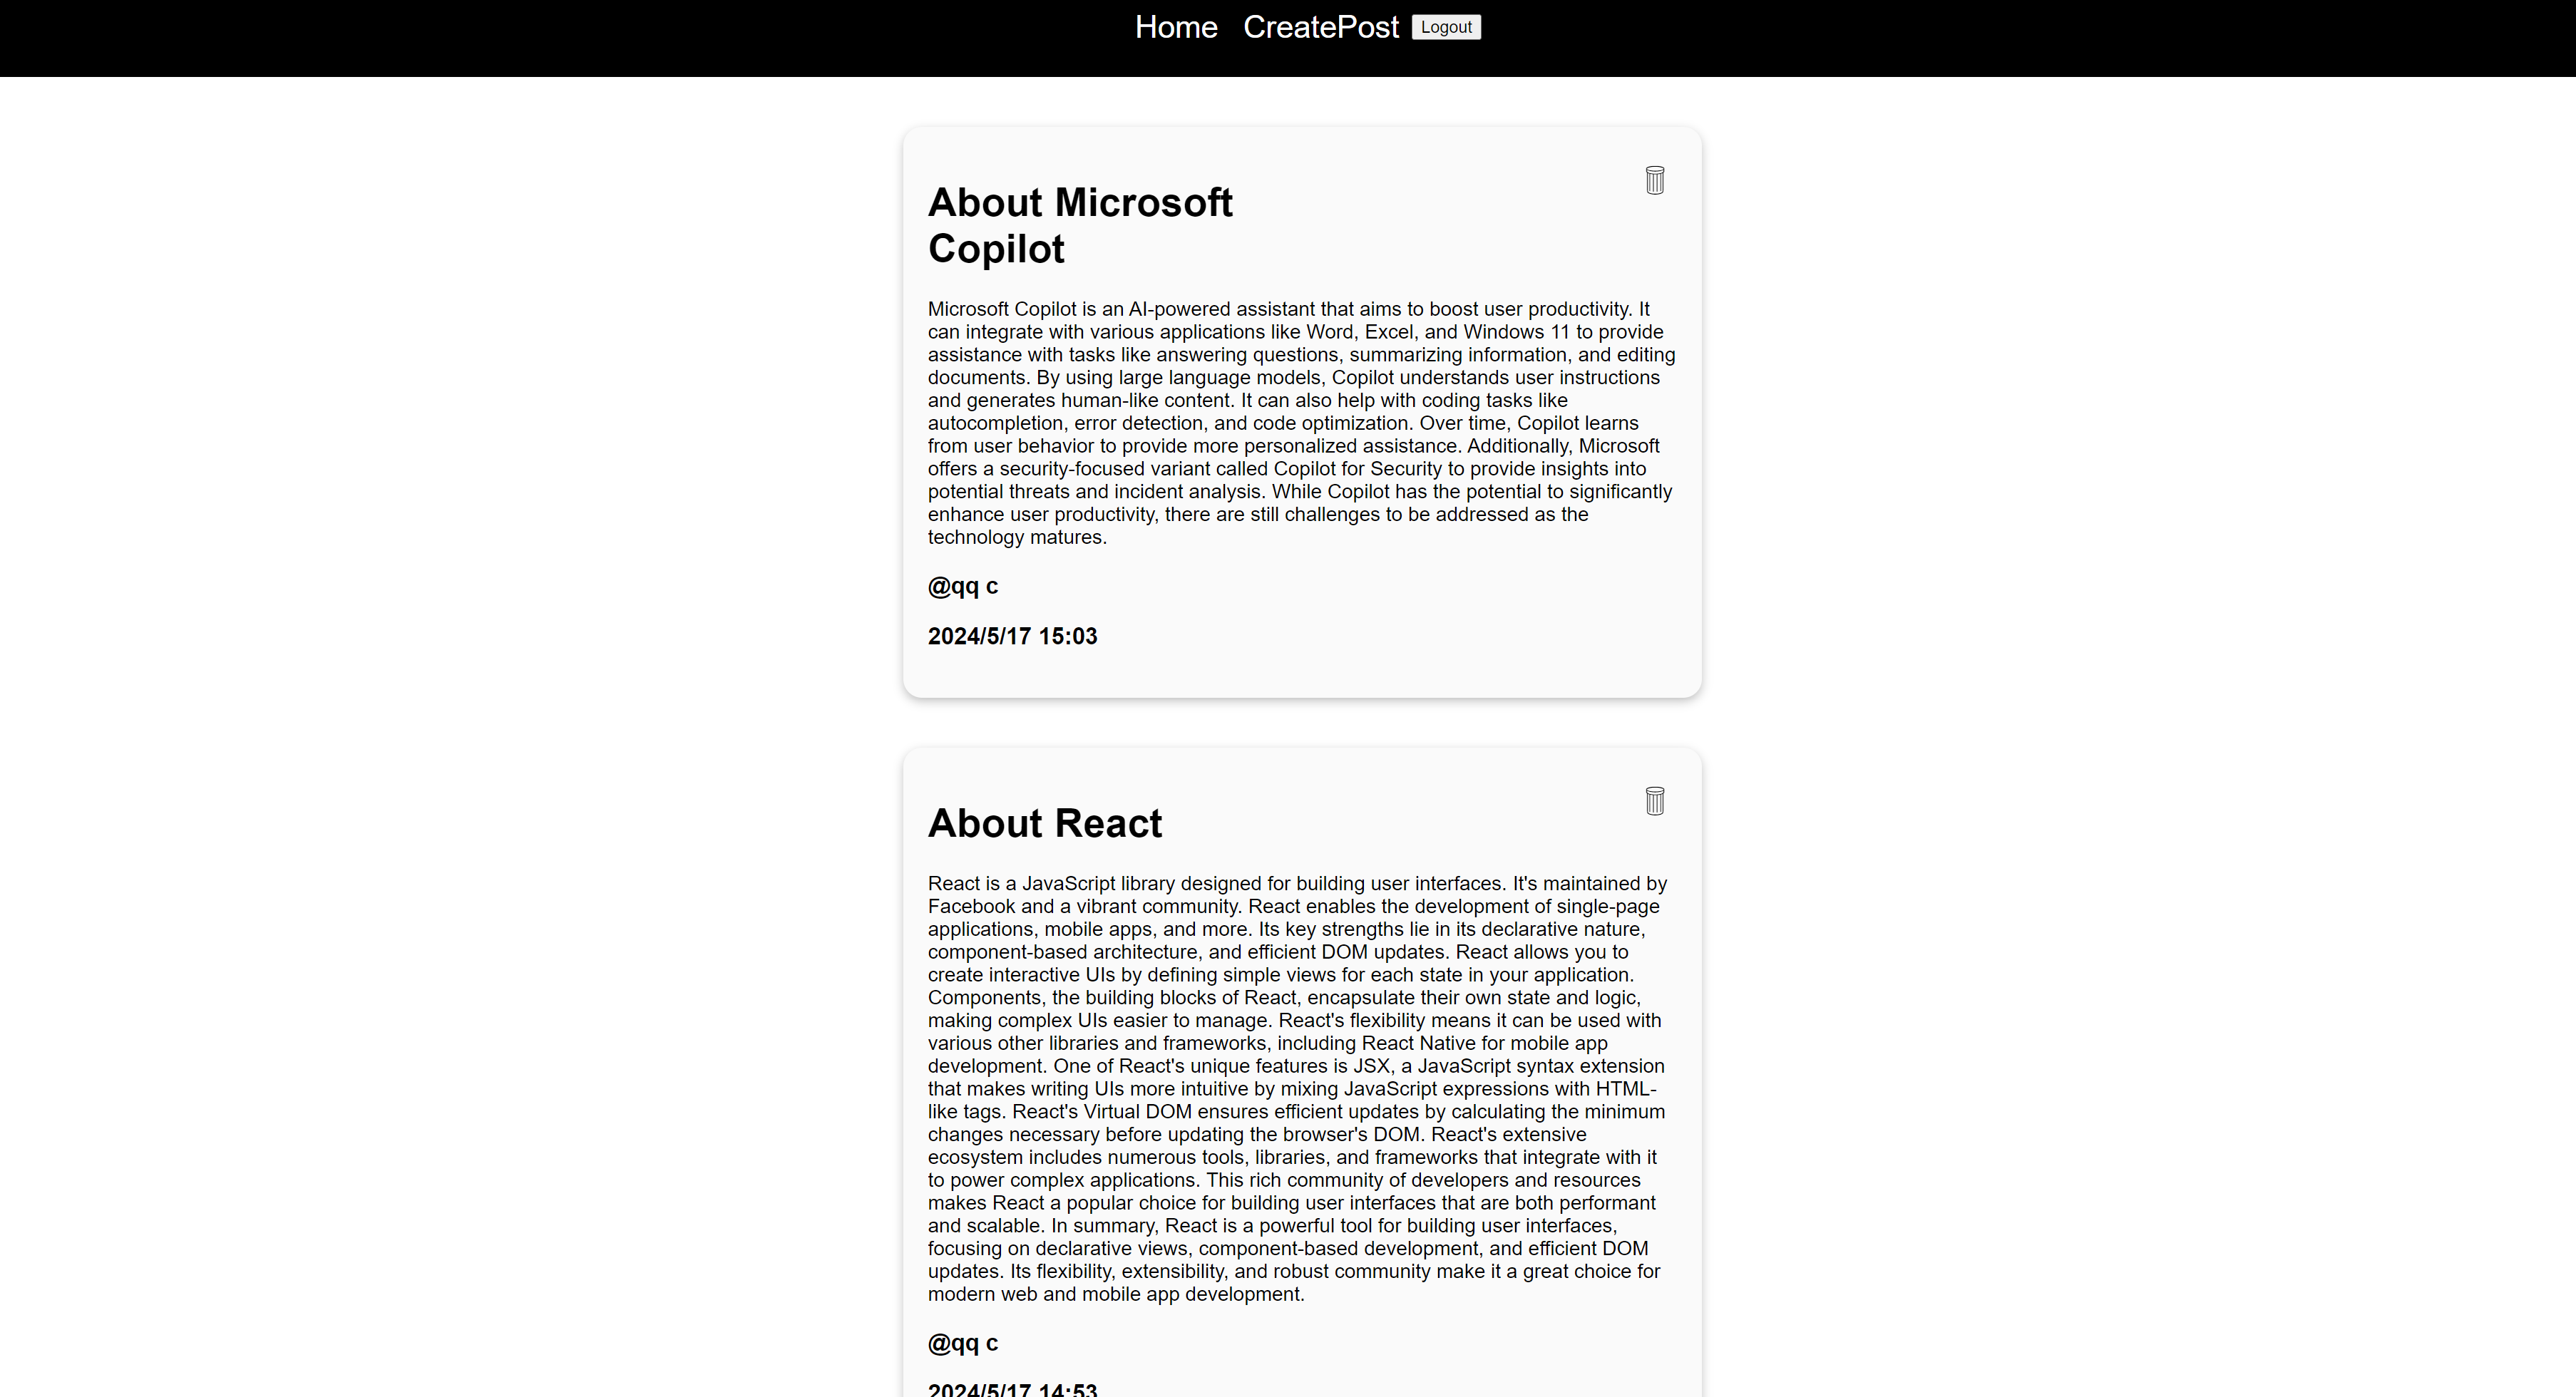 Home CreatePost Logout
About Microsoft
Copilot
Microsoft Copilot is an AI-powered assistant that aims to boost user productivity. It
can integrate with various applications like Word, Excel, and Windows 11 to provide
assistance with tasks like answering questions, summarizing information, and editing
documents. By using large language models, Copilot understands user instructions
and generates human-like content. It can also help with coding tasks like
autocompletion, error detection, and code optimization. Over time, Copilot learns
from user behavior to provide more personalized assistance. Additionally, Microsoft
offers a security-focused variant called Copilot for Security to provide insights into
potential threats and incident analysis. While Copilot has the potential to significantly
enhance user productivity, there are still challenges to be addressed as the
technology matures.
@qq c
2024/5/17 15:03
About React
React is a JavaScript library designed for building user interfaces. It's maintained by
Facebook and a vibrant community. React enables the development of single-page
applications, mobile apps, and more. Its key strengths lie in its declarative nature,
component-based architecture, and efficient DOM updates. React allows you to
create interactive UIs by defining simple views for each state in your application.
Components, the building blocks of React, encapsulate their own state and logic,
making complex UIs easier to manage. React's flexibility means it can be used with
various other libraries and frameworks, including React Native for mobile app
development. One of React's unique features is JSX, a JavaScript syntax extension
that makes writing UIs more intuitive by mixing JavaScript expressions with HTML-
like tags. React's Virtual DOM ensures efficient updates by calculating the minimum
changes necessary before updating the browser's DOM. React's extensive
ecosystem includes numerous tools, libraries, and frameworks that integrate with it
to power complex applications. This rich community of developers and resources
makes React a popular choice for building user interfaces that are both performant
and scalable. In summary, React is a powerful tool for building user interfaces,
focusing on declarative views, component-based development, and efficient DOM
updates. Its flexibility, extensibility, and robust community make it a great choice for
modern web and mobile app development.
@qq c
2024/5/17 14:53